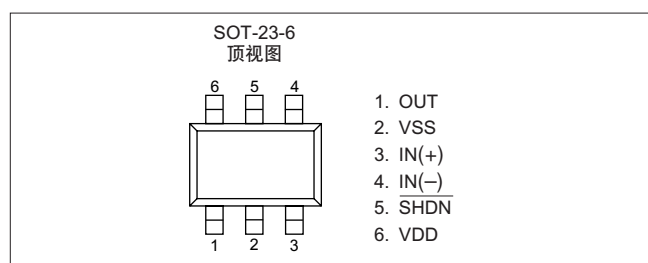 SOT-23-6
顶视图
6 5 4
1 2 3
1. OUT
2. VSS
3. IN(+)
4. IN(−)
5. S̅H̅D̅N̅
6. VDD